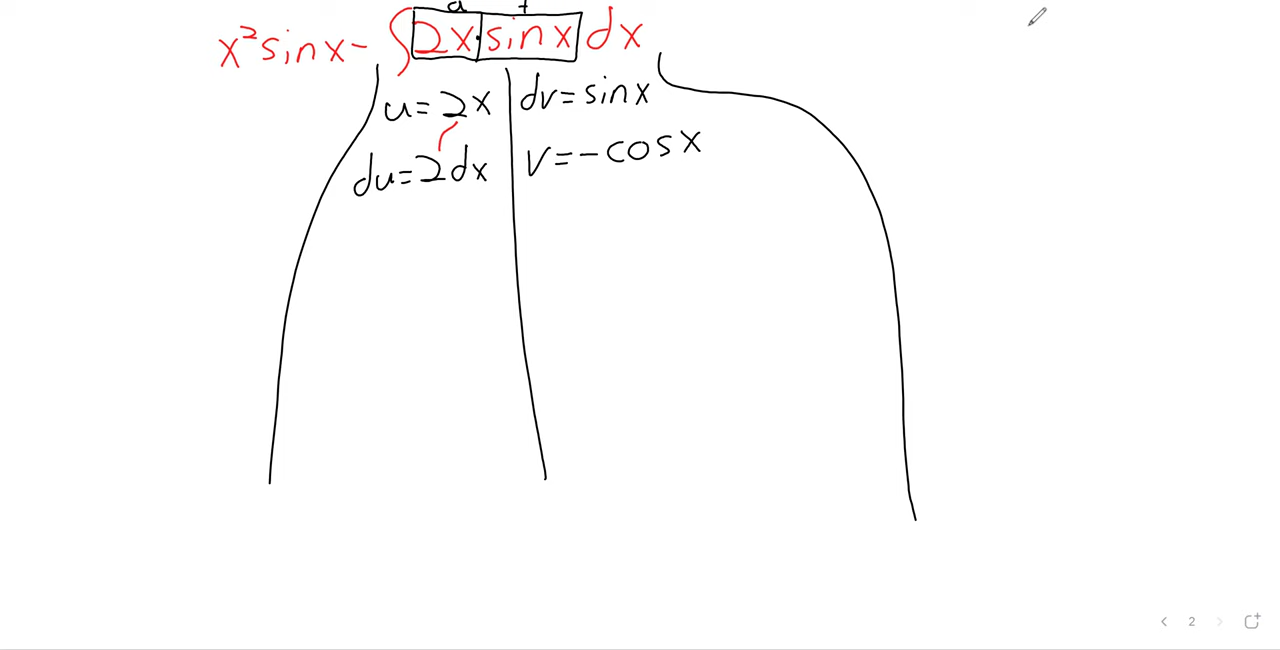 x²sinx- ∫2x·sinx dx
u=2x dv=sinx
du=2dx v=-cosx
2